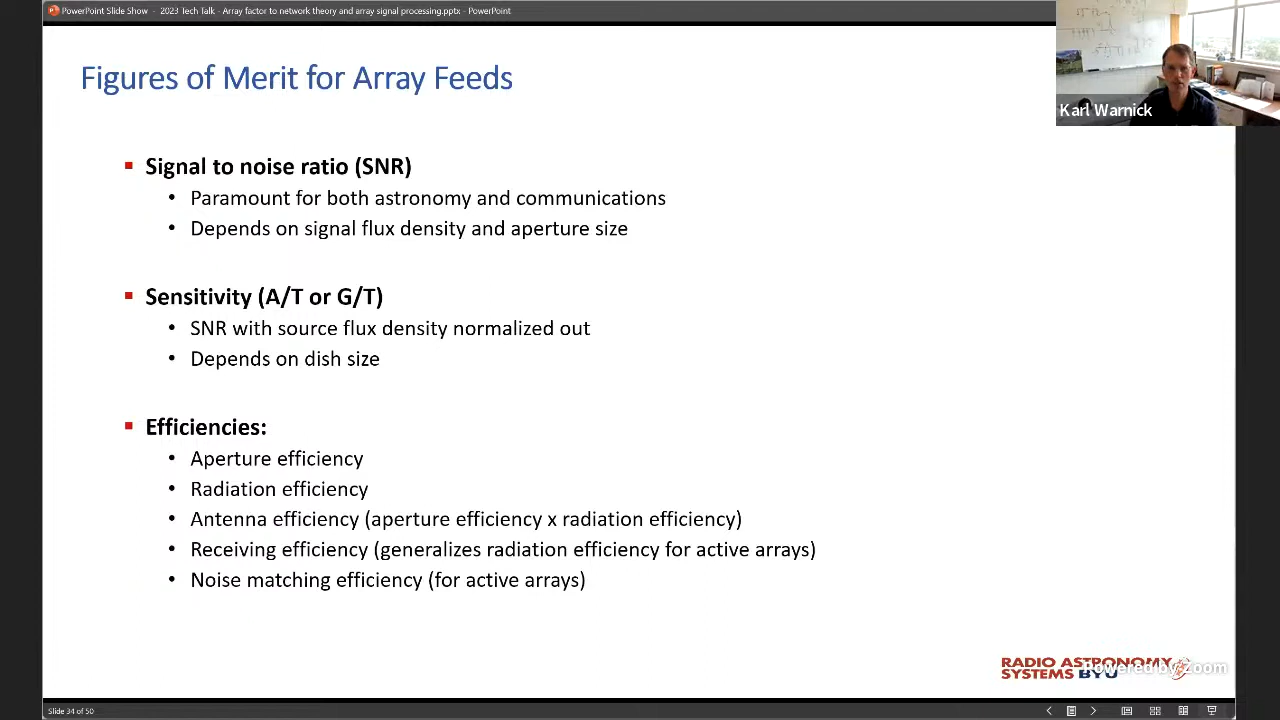 PowerPoint Slide Show - 2023 Tech Talk - Array factor to network theory and array signal processing.pptx - PowerPoint
Karl Warnick
Figures of Merit for Array Feeds
Signal to noise ratio (SNR)
Paramount for both astronomy and communications
Depends on signal flux density and aperture size
Sensitivity (A/T or G/T)
SNR with source flux density normalized out
Depends on dish size
Efficiencies:
Aperture efficiency
Radiation efficiency
Antenna efficiency (aperture efficiency x radiation efficiency)
Receiving efficiency (generalizes radiation efficiency for active arrays)
Noise matching efficiency (for active arrays)
RADIO ASTRONOMY
SYSTEMS BYU
Powered by Zoom
Slide 34 of 50